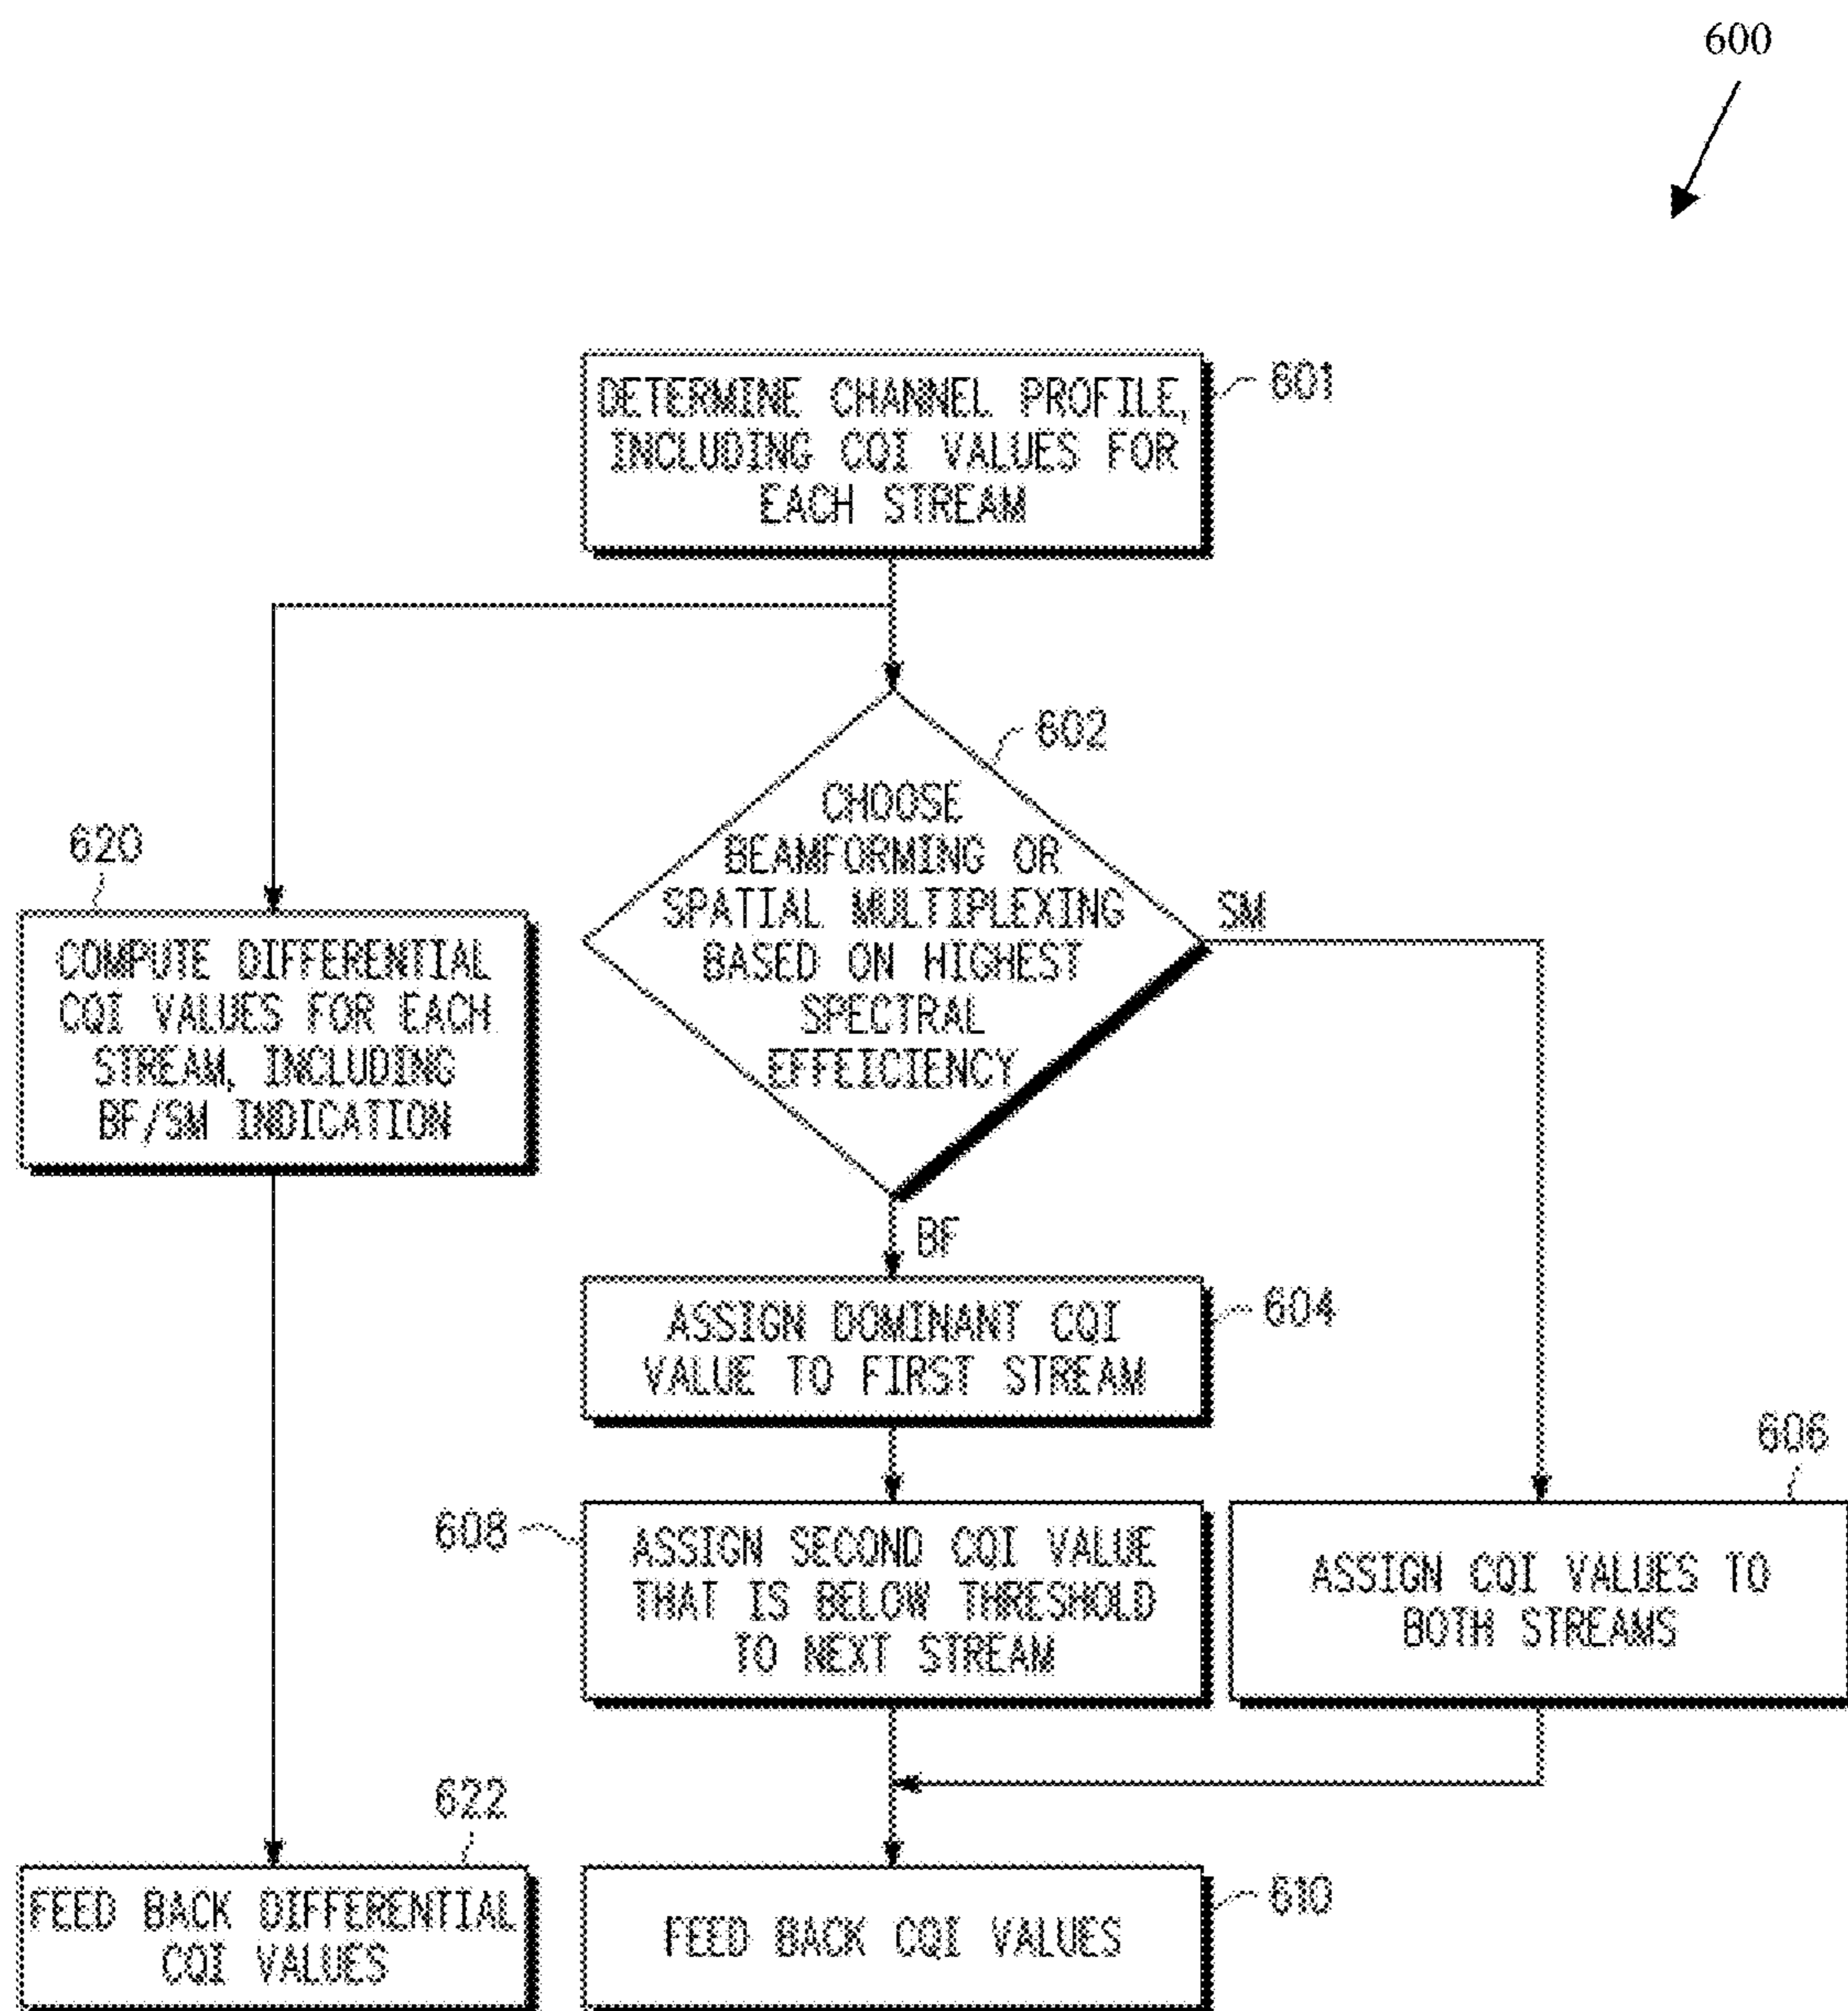 600
DETERMINE CHANNEL PROFILE,
INCLUDING CQI VALUES FOR
EACH STREAM
601
602
CHOOSE
BEAMFORMING OR
SPATIAL MULTIPLEXING
BASED ON HIGHEST
SPECTRAL
EFFEICIENCY
SM
BF
620
COMPUTE DIFFERENTIAL
CQI VALUES FOR EACH
STREAM, INCLUDING
BF/SM INDICATION
ASSIGN DOMINANT CQI
VALUE TO FIRST STREAM
604
608
ASSIGN SECOND CQI VALUE
THAT IS BELOW THRESHOLD
TO NEXT STREAM
606
ASSIGN CQI VALUES TO
BOTH STREAMS
622
FEED BACK DIFFERENTIAL
CQI VALUES
FEED BACK CQI VALUES
610